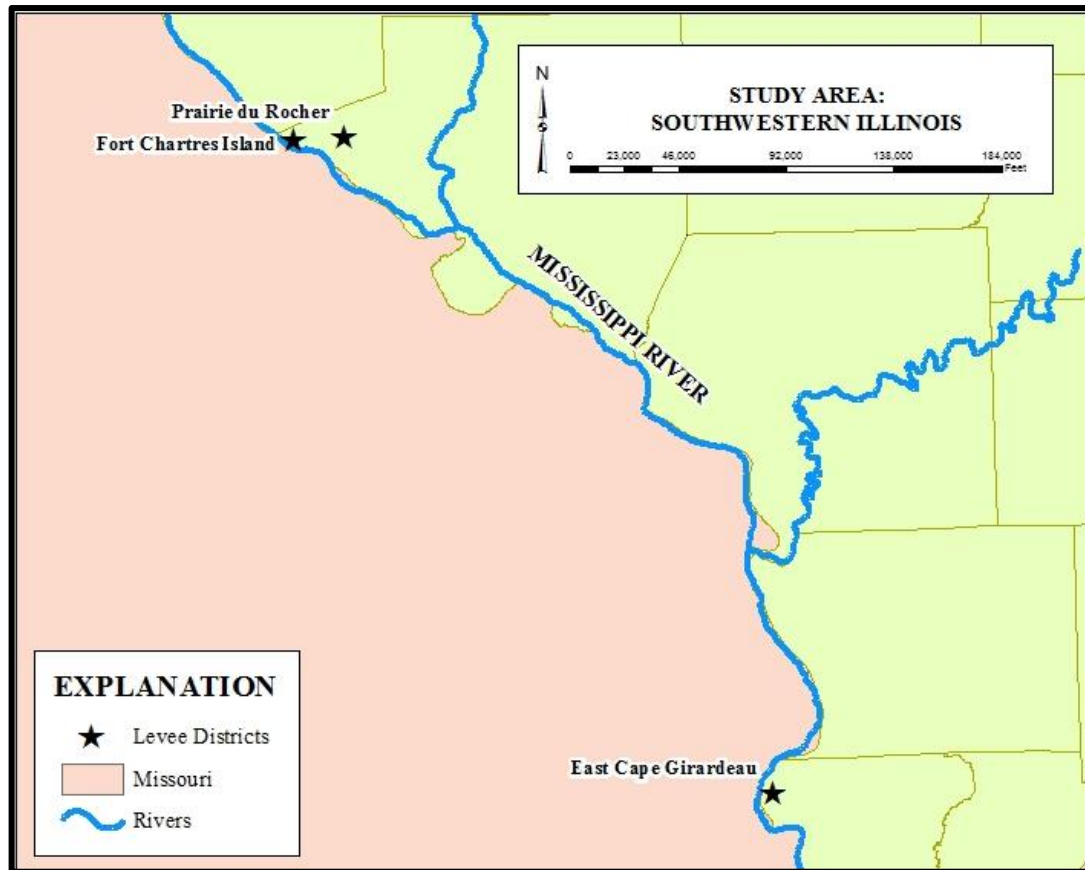 N
S
STUDY AREA:
SOUTHWESTERN ILLINOIS
0 23,000 46,000 92,000 138,000 184,000
Feet
Prairie du Rocher
Fort Chartres Island
MISSISSIPPI RIVER
East Cape Girardeau
EXPLANATION
Levee Districts
Missouri
Rivers